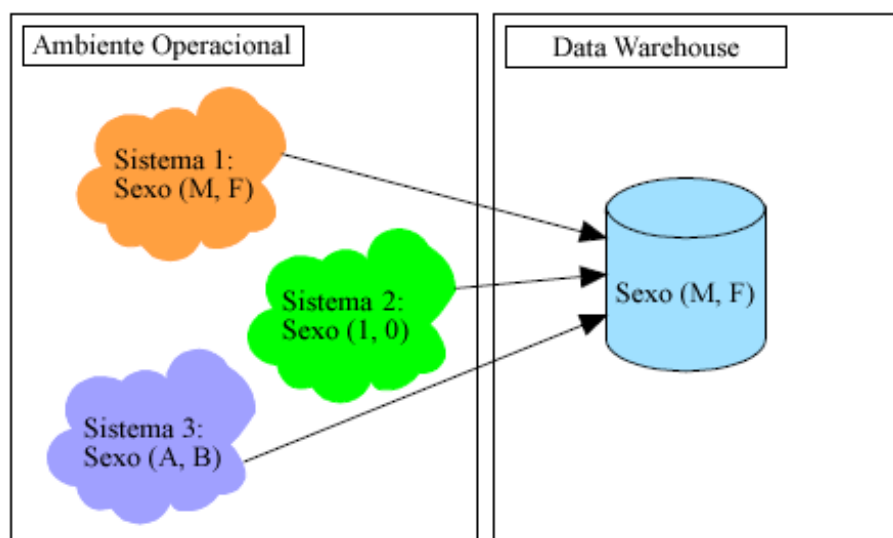 Ambiente Operacional
Data Warehouse
Sistema 1:
Sexo (M, F)
Sistema 2:
Sexo (1, 0)
Sistema 3:
Sexo (A, B)
Sexo (M, F)